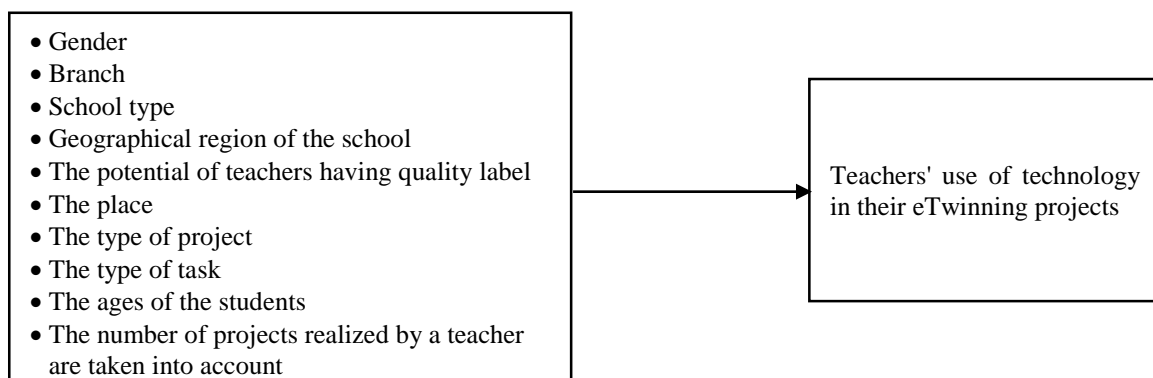 • Gender
• Branch
• School type
• Geographical region of the school
• The potential of teachers having quality label
• The place
• The type of project
• The type of task
• The ages of the students
• The number of projects realized by a teacher
are taken into account
Teachers' use of technology
in their eTwinning projects